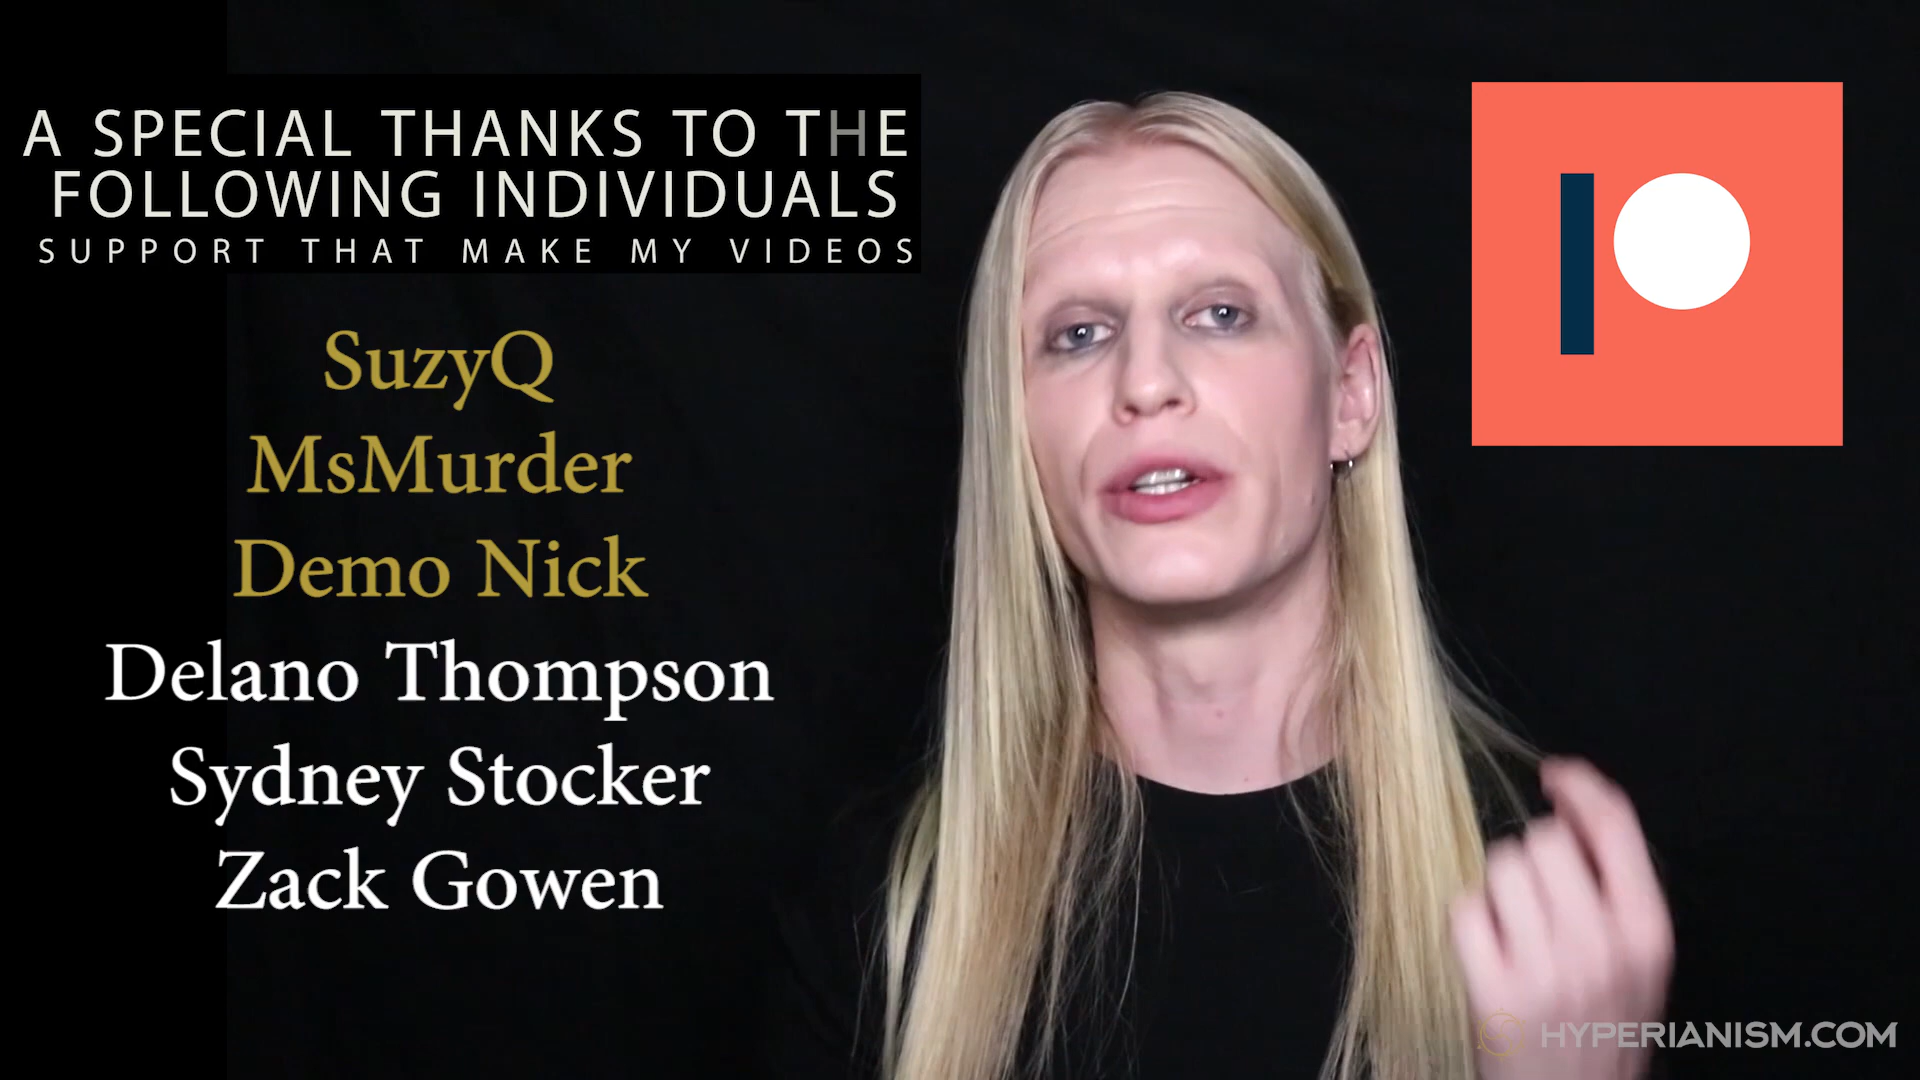 A SPECIAL THANKS TO THE
FOLLOWING INDIVIDUALS
SUPPORT THAT MAKE MY VIDEOS
SuzyQ
MsMurder
Demo Nick
Delano Thompson
Sydney Stocker
Zack Gowen
HYPERIANISM.COM